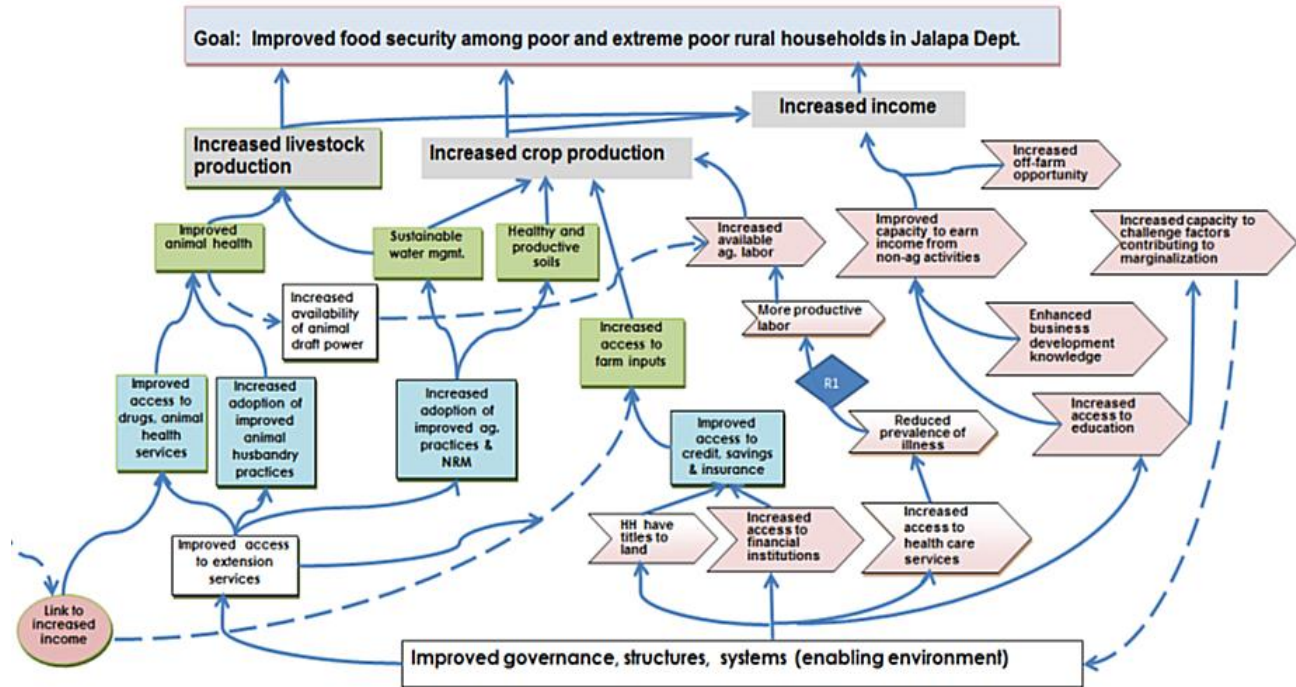 Goal: Improved food security among poor and extreme poor rural households in Jalapa Dept.
Increased income
Increased livestock
production
Increased crop production
Increased
off-farm
opportunity
Improved
animal health
Sustainable
water mgmt.
Healthy and
productive
soils
Increased
available
ag. labor
Improved
capacity to earn
income from
non-ag activities
Increased capacity to
challenge factors
contributing to
marginalization
Increased
availability
of animal
draft power
Increased
access to
farm inputs
More productive
labor
Enhanced
business
development
knowledge
R1
Improved
access to
drugs, animal
health
services
Increased
adoption of
improved
animal
husbandry
practices
Increased
adoption of
improved ag.
practices &
NRM
Improved
access to
credit, savings
& insurance
Reduced
prevalence of
illness
Increased
access to
education
HH have
titles to
land
Increased
access to
financial
institutions
Increased
access to
health care
services
Improved access
to extension
services
Link to
increased
income
Improved governance, structures, systems (enabling environment)